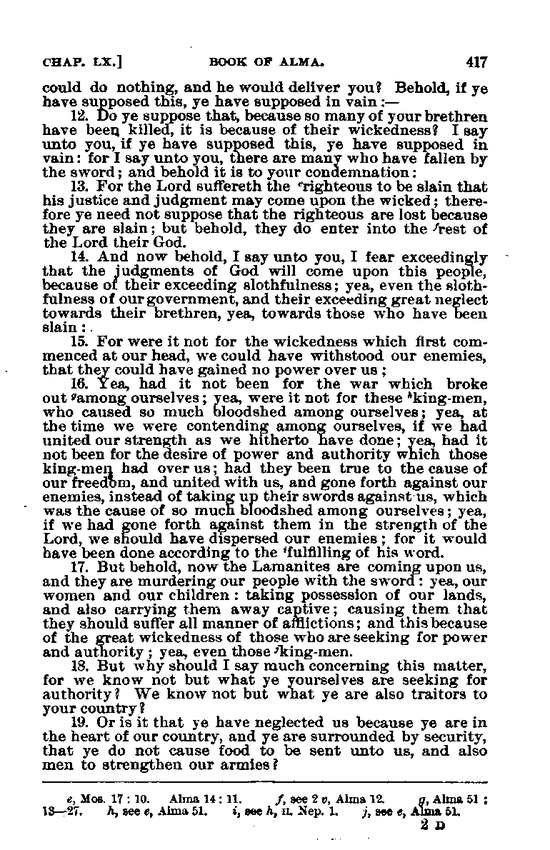 CHAP. LX.] BOOK OF ALMA. 417
could do nothing, and he would deliver you? Behold, if ye
have supposed this, ye have supposed in vain:—
12. Do ye suppose that, because so many of your brethren
have been killed, it is because of their wickedness? I say
unto you, if ye have supposed this, ye have supposed in
vain: for I say unto you, there are many who have fallen by
the sword; and behold it is to your condemnation:
13. For the Lord suffereth the ᵉrighteous to be slain that
his justice and judgment may come upon the wicked; there-
fore ye need not suppose that the righteous are lost because
they are slain; but behold, they do enter into the ᶠrest of
the Lord their God.
14. And now behold, I say unto you, I fear exceedingly
that the judgments of God will come upon this people,
because of their exceeding slothfulness; yea, even the sloth-
fulness of our government, and their exceeding great neglect
towards their brethren, yea, towards those who have been
slain:
15. For were it not for the wickedness which first com-
menced at our head, we could have withstood our enemies,
that they could have gained no power over us;
16. Yea, had it not been for the war which broke
out ᵍamong ourselves; yea, were it not for these ʰking-men,
who caused so much bloodshed among ourselves; yea, at
the time we were contending among ourselves, if we had
united our strength as we hitherto have done; yea, had it
not been for the desire of power and authority which those
king-men had over us; had they been true to the cause of
our freedom, and united with us, and gone forth against our
enemies, instead of taking up their swords against us, which
was the cause of so much bloodshed among ourselves; yea,
if we had gone forth against them in the strength of the
Lord, we should have dispersed our enemies; for it would
have been done according to the ⁱfulfilling of his word.
17. But behold, now the Lamanites are coming upon us,
and they are murdering our people with the sword: yea, our
women and our children: taking possession of our lands,
and also carrying them away captive; causing them that
they should suffer all manner of afflictions; and this because
of the great wickedness of those who are seeking for power
and authority; yea, even those ʲking-men.
18. But why should I say much concerning this matter,
for we know not but what ye yourselves are seeking for
authority? We know not but what ye are also traitors to
your country?
19. Or is it that ye have neglected us because ye are in
the heart of our country, and ye are surrounded by security,
that ye do not cause food to be sent unto us, and also
men to strengthen our armies?
e, Mos. 17: 10. Alma 14: 11. f, see 2 v, Alma 12. g, Alma 51:
13—27. h, see e, Alma 51. i, see h, II. Nep. 1. j, see e, Alma 51.
2 D